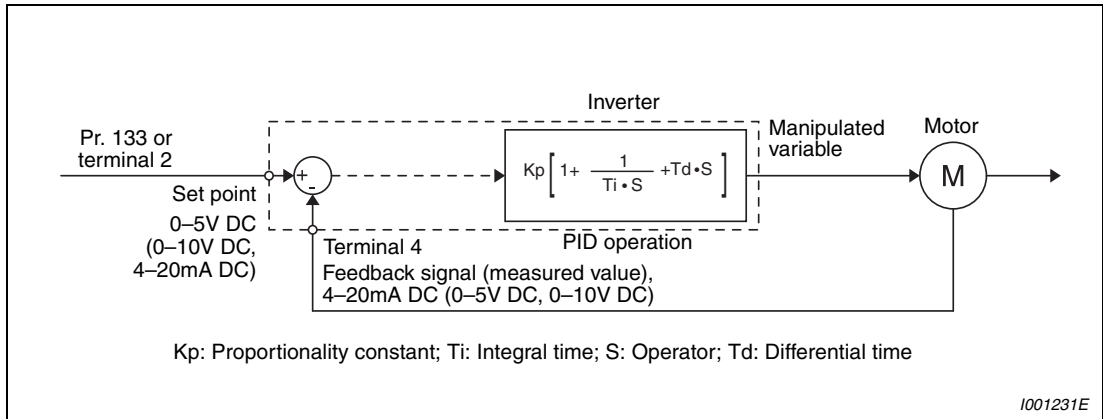 Inverter
Pr. 133 or
terminal 2
Manipulated
variable
Motor
+
-
Kp[1+ 1/Ti•S +Td•S]
M
Set point
0–5V DC
(0–10V DC,
4–20mA DC)
PID operation
Terminal 4
Feedback signal (measured value),
4–20mA DC (0–5V DC, 0–10V DC)
Kp: Proportionality constant; Ti: Integral time; S: Operator; Td: Differential time
I001231E